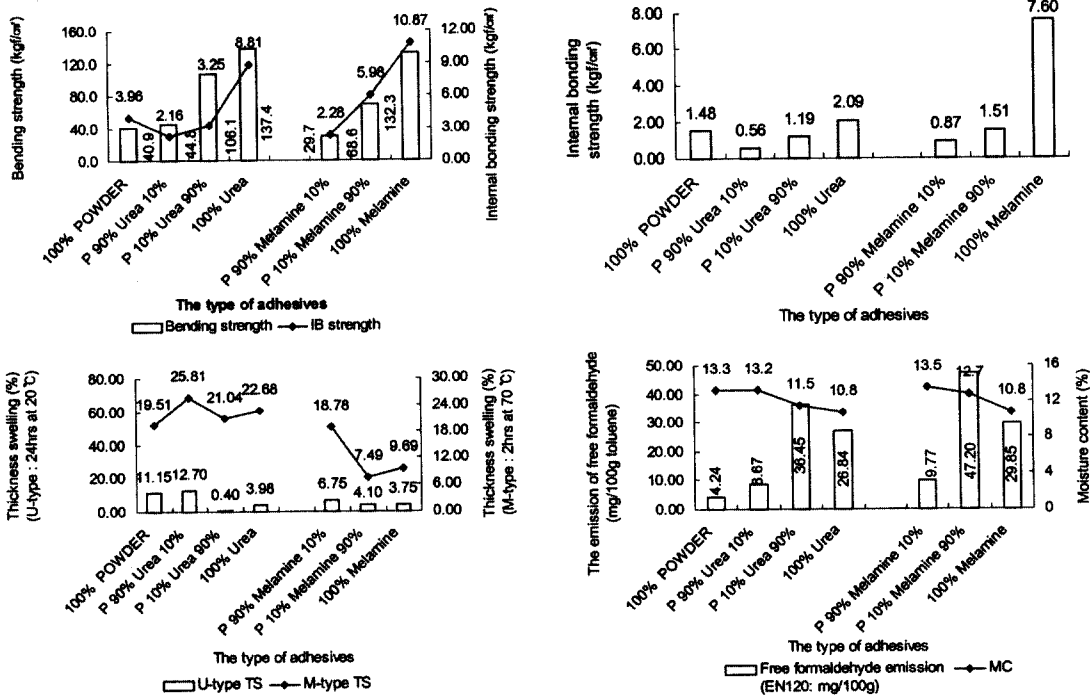 Bending strength (kgf/㎠)
160.0
120.0
80.0
40.0
0.0
3.96
2.16
3.25
8.81
2.28
5.98
10.87
40.9
44.8
106.1
137.4
29.7
68.6
132.3
12.00
9.00
6.00
3.00
0.00
Internal bonding strength (kgf/㎠)
100% POWDER
P 90% Urea 10%
P 10% Urea 90%
100% Urea
P 90% Melamine 10%
P 10% Melamine 90%
100% Melamine
The type of adhesives
Bending strength
IB strength
Internal bonding
strength (kgf/㎠)
8.00
6.00
4.00
2.00
0.00
1.48
0.56
1.19
2.09
0.87
1.51
7.60
100% POWDER
P 90% Urea 10%
P 10% Urea 90%
100% Urea
P 90% Melamine 10%
P 10% Melamine 90%
100% Melamine
The type of adhesives
Thickness swelling (%)
(U-type : 24hrs at 20℃)
80.00
60.00
40.00
20.00
0.00
19.51
25.81
21.04
22.68
18.78
7.49
9.69
11.15
12.70
0.40
3.98
6.75
4.10
3.75
30.00
24.00
18.00
12.00
6.00
0.00
Thickness swelling (%)
(M-type : 2hrs at 70℃)
100% POWDER
P 90% Urea 10%
P 10% Urea 90%
100% Urea
P 90% Melamine 10%
P 10% Melamine 90%
100% Melamine
The type of adhesives
U-type TS
M-type TS
The emission of free formaldehyde
(mg/100g toluene)
50.00
40.00
30.00
20.00
10.00
0.00
13.3
13.2
11.5
10.8
13.5
12.7
10.8
4.24
8.67
36.45
26.84
9.77
47.20
29.85
16
12
8
4
0
Moisture content (%)
100% POWDER
P 90% Urea 10%
P 10% Urea 90%
100% Urea
P 90% Melamine 10%
P 10% Melamine 90%
100% Melamine
The type of adhesives
Free formaldehyde emission
(EN120: mg/100g)
MC